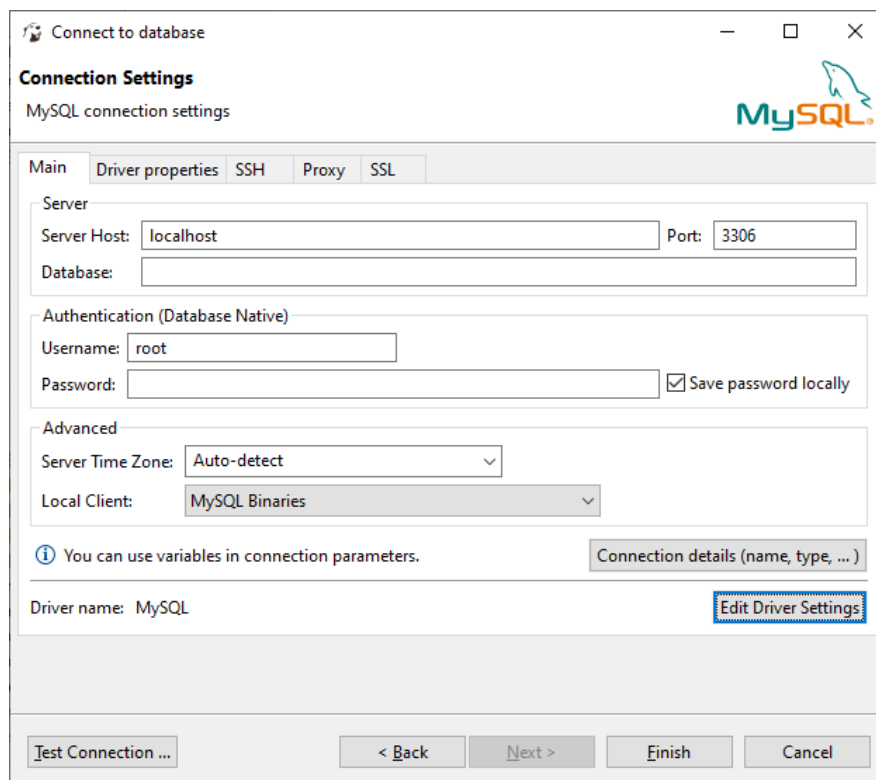 Connect to database
Connection Settings
MySQL connection settings
MySQL®
Main Driver properties SSH Proxy SSL
Server
Server Host: localhost Port: 3306
Database:
Authentication (Database Native)
Username: root
Password: Save password locally
Advanced
Server Time Zone: Auto-detect
Local Client: MySQL Binaries
You can use variables in connection parameters. Connection details (name, type, ... )
Driver name: MySQL Edit Driver Settings
Test Connection ... < Back Next > Finish Cancel